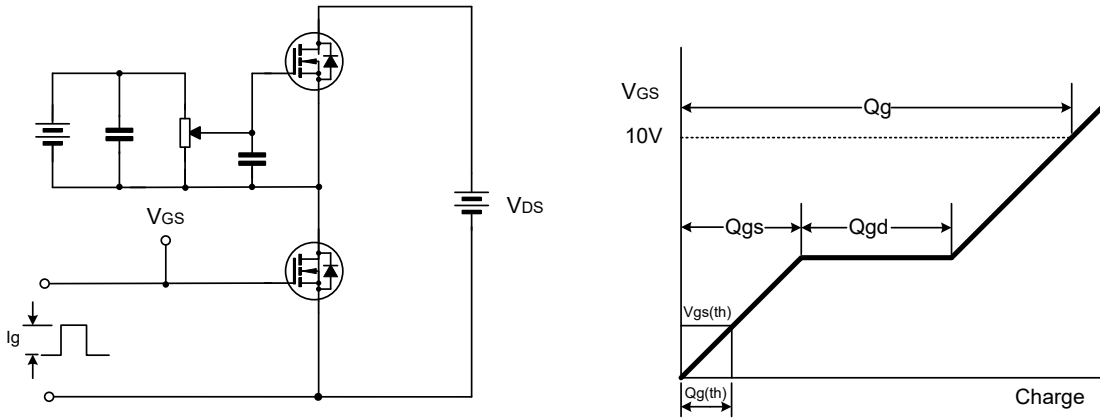 VGS
Ig
VDS
VGS
10V
Qg
Qgs
Qgd
Vgs(th)
Qg(th)
Charge